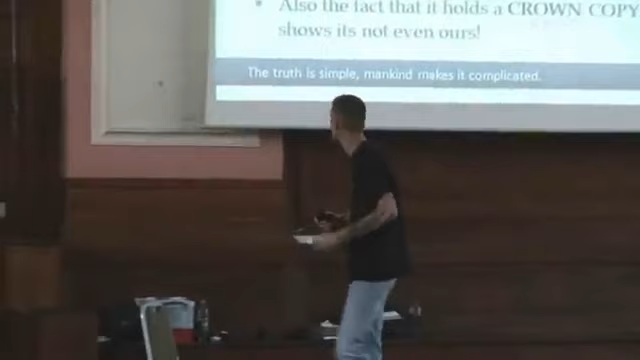 • Also the fact that it holds a CROWN COPY
shows its not even ours!
The truth is simple, mankind makes it complicated.